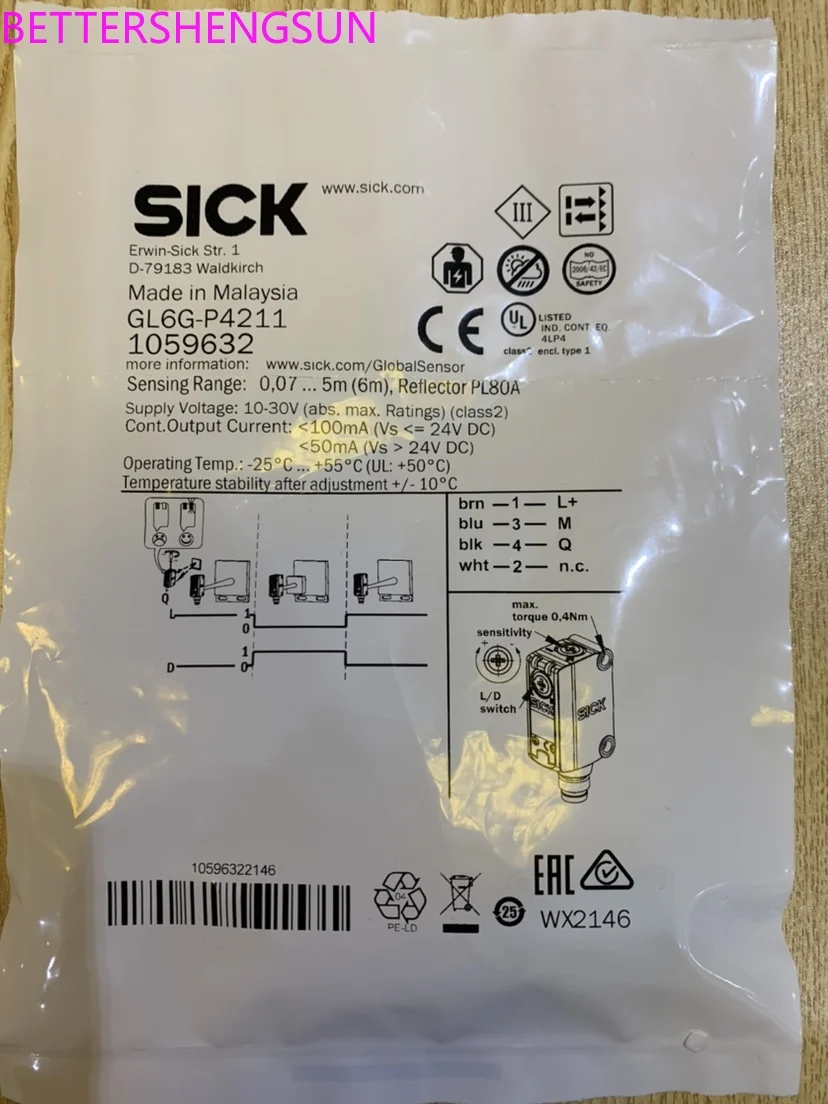 BETTERSHENGSUN
SICK www.sick.com
Erwin-Sick Str. 1
D-79183 Waldkirch
Made in Malaysia
GL6G-P4211
1059632
III
NO
2006/42/EC
SAFETY
CE
UL LISTED
IND. CONT. EQ.
4LP4
class2 encl. type 1
more information: www.sick.com/GlobalSensor
Sensing Range: 0,07 ... 5m (6m), Reflector PL80A
Supply Voltage: 10-30V (abs. max. Ratings) (class2)
Cont.Output Current: <100mA (Vs <= 24V DC)
<50mA (Vs > 24V DC)
Operating Temp.: -25°C ... +55°C (UL: +50°C)
Temperature stability after adjustment +/- 10°C
brn —1— L+
blu —3— M
blk —4— Q
wht —2— n.c.
Q
L 1
0
D 1
0
max.
torque 0,4Nm
sensitivity
+ -
L/D
switch
SICK
SICK
10596322146
04
PE-LD
25
EAC
WX2146